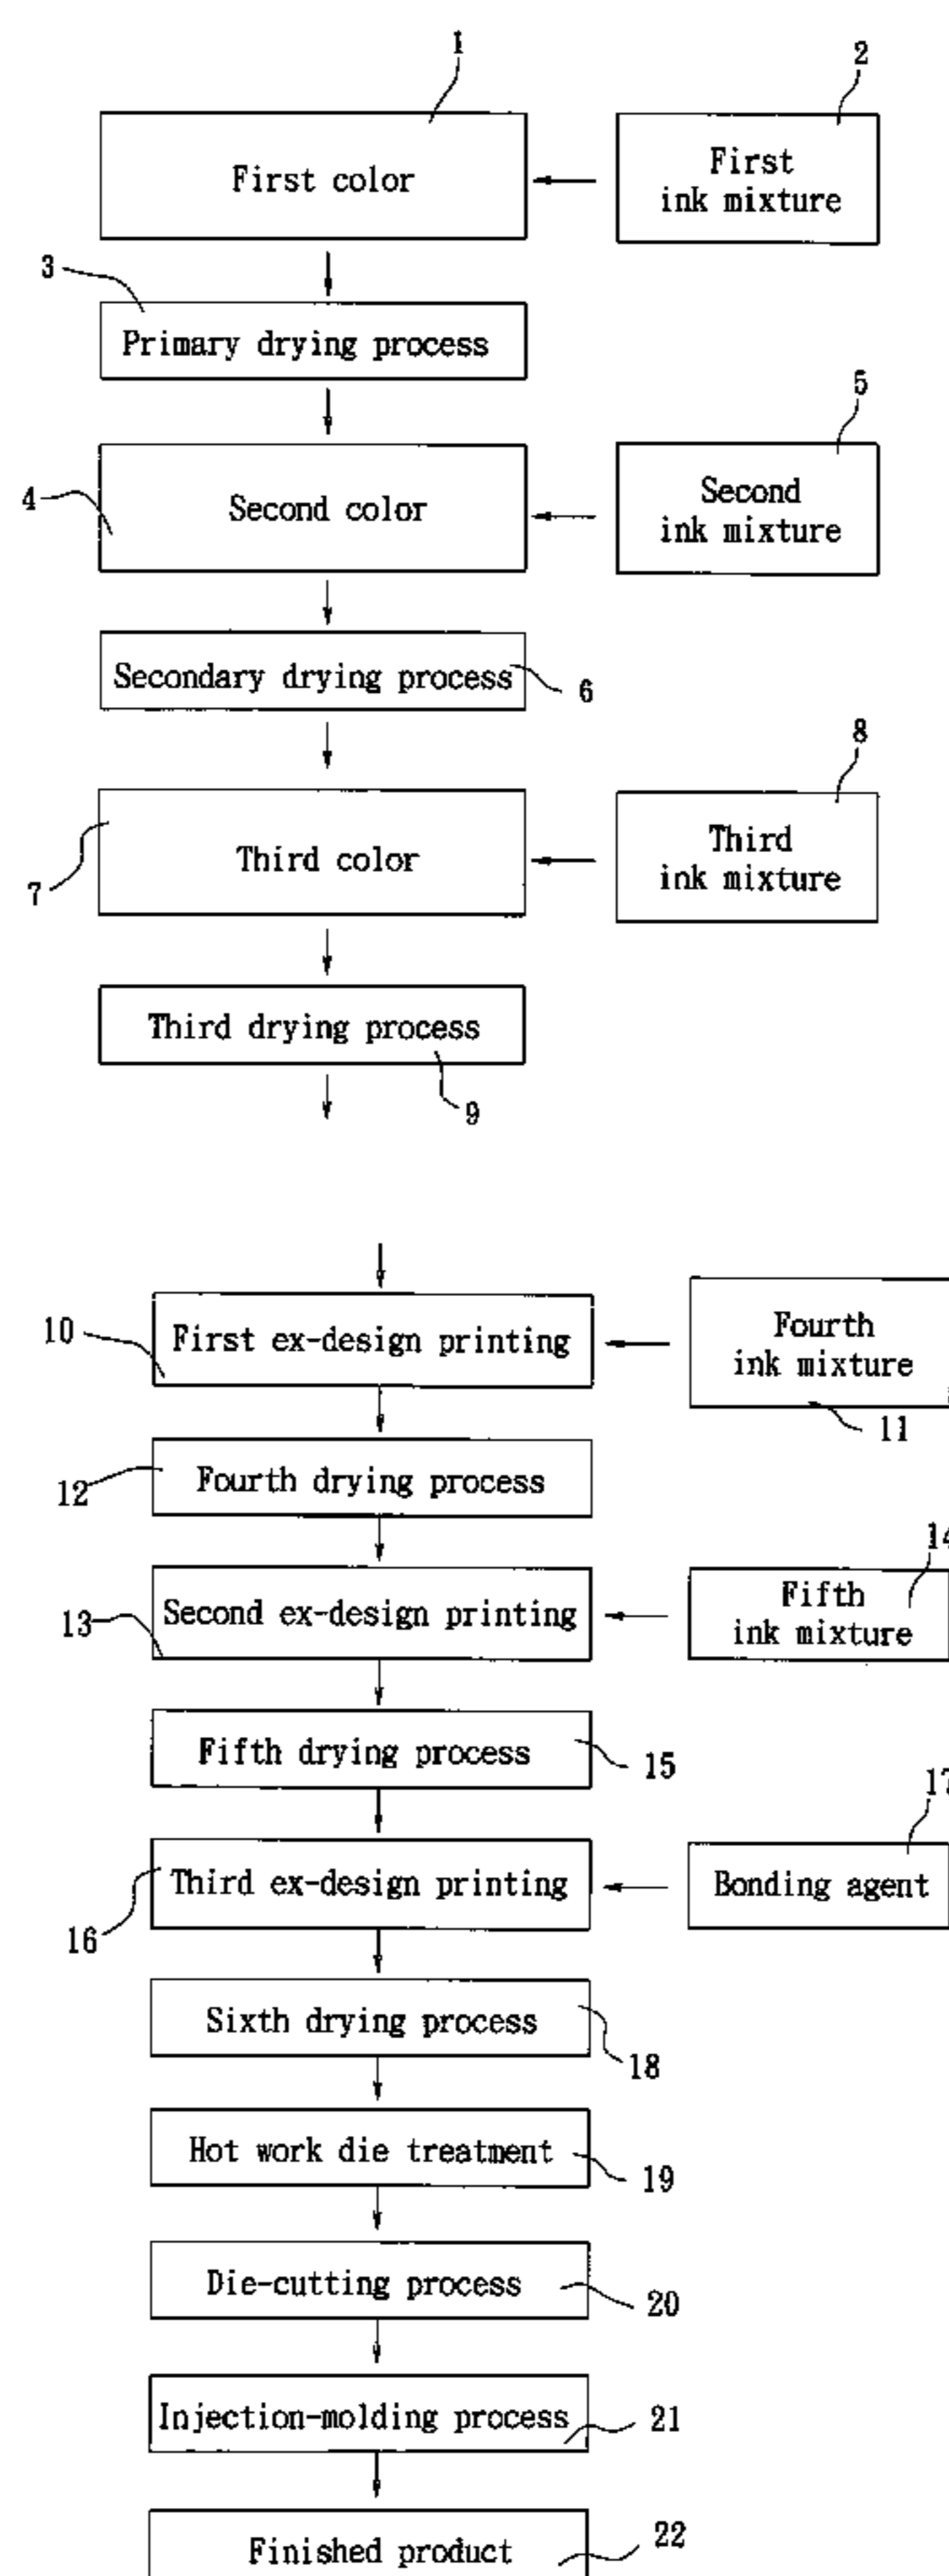 1
2
First color
First
ink mixture
3
Primary drying process
5
4
Second color
Second
ink mixture
Secondary drying process
6
8
7
Third color
Third
ink mixture
Third drying process
9
10
First ex-design printing
Fourth
ink mixture
11
12
Fourth drying process
14
13
Second ex-design printing
Fifth
ink mixture
Fifth drying process
15
17
16
Third ex-design printing
Bonding agent
Sixth drying process
18
Hot work die treatment
19
Die-cutting process
20
Injection-molding process
21
Finished product
22